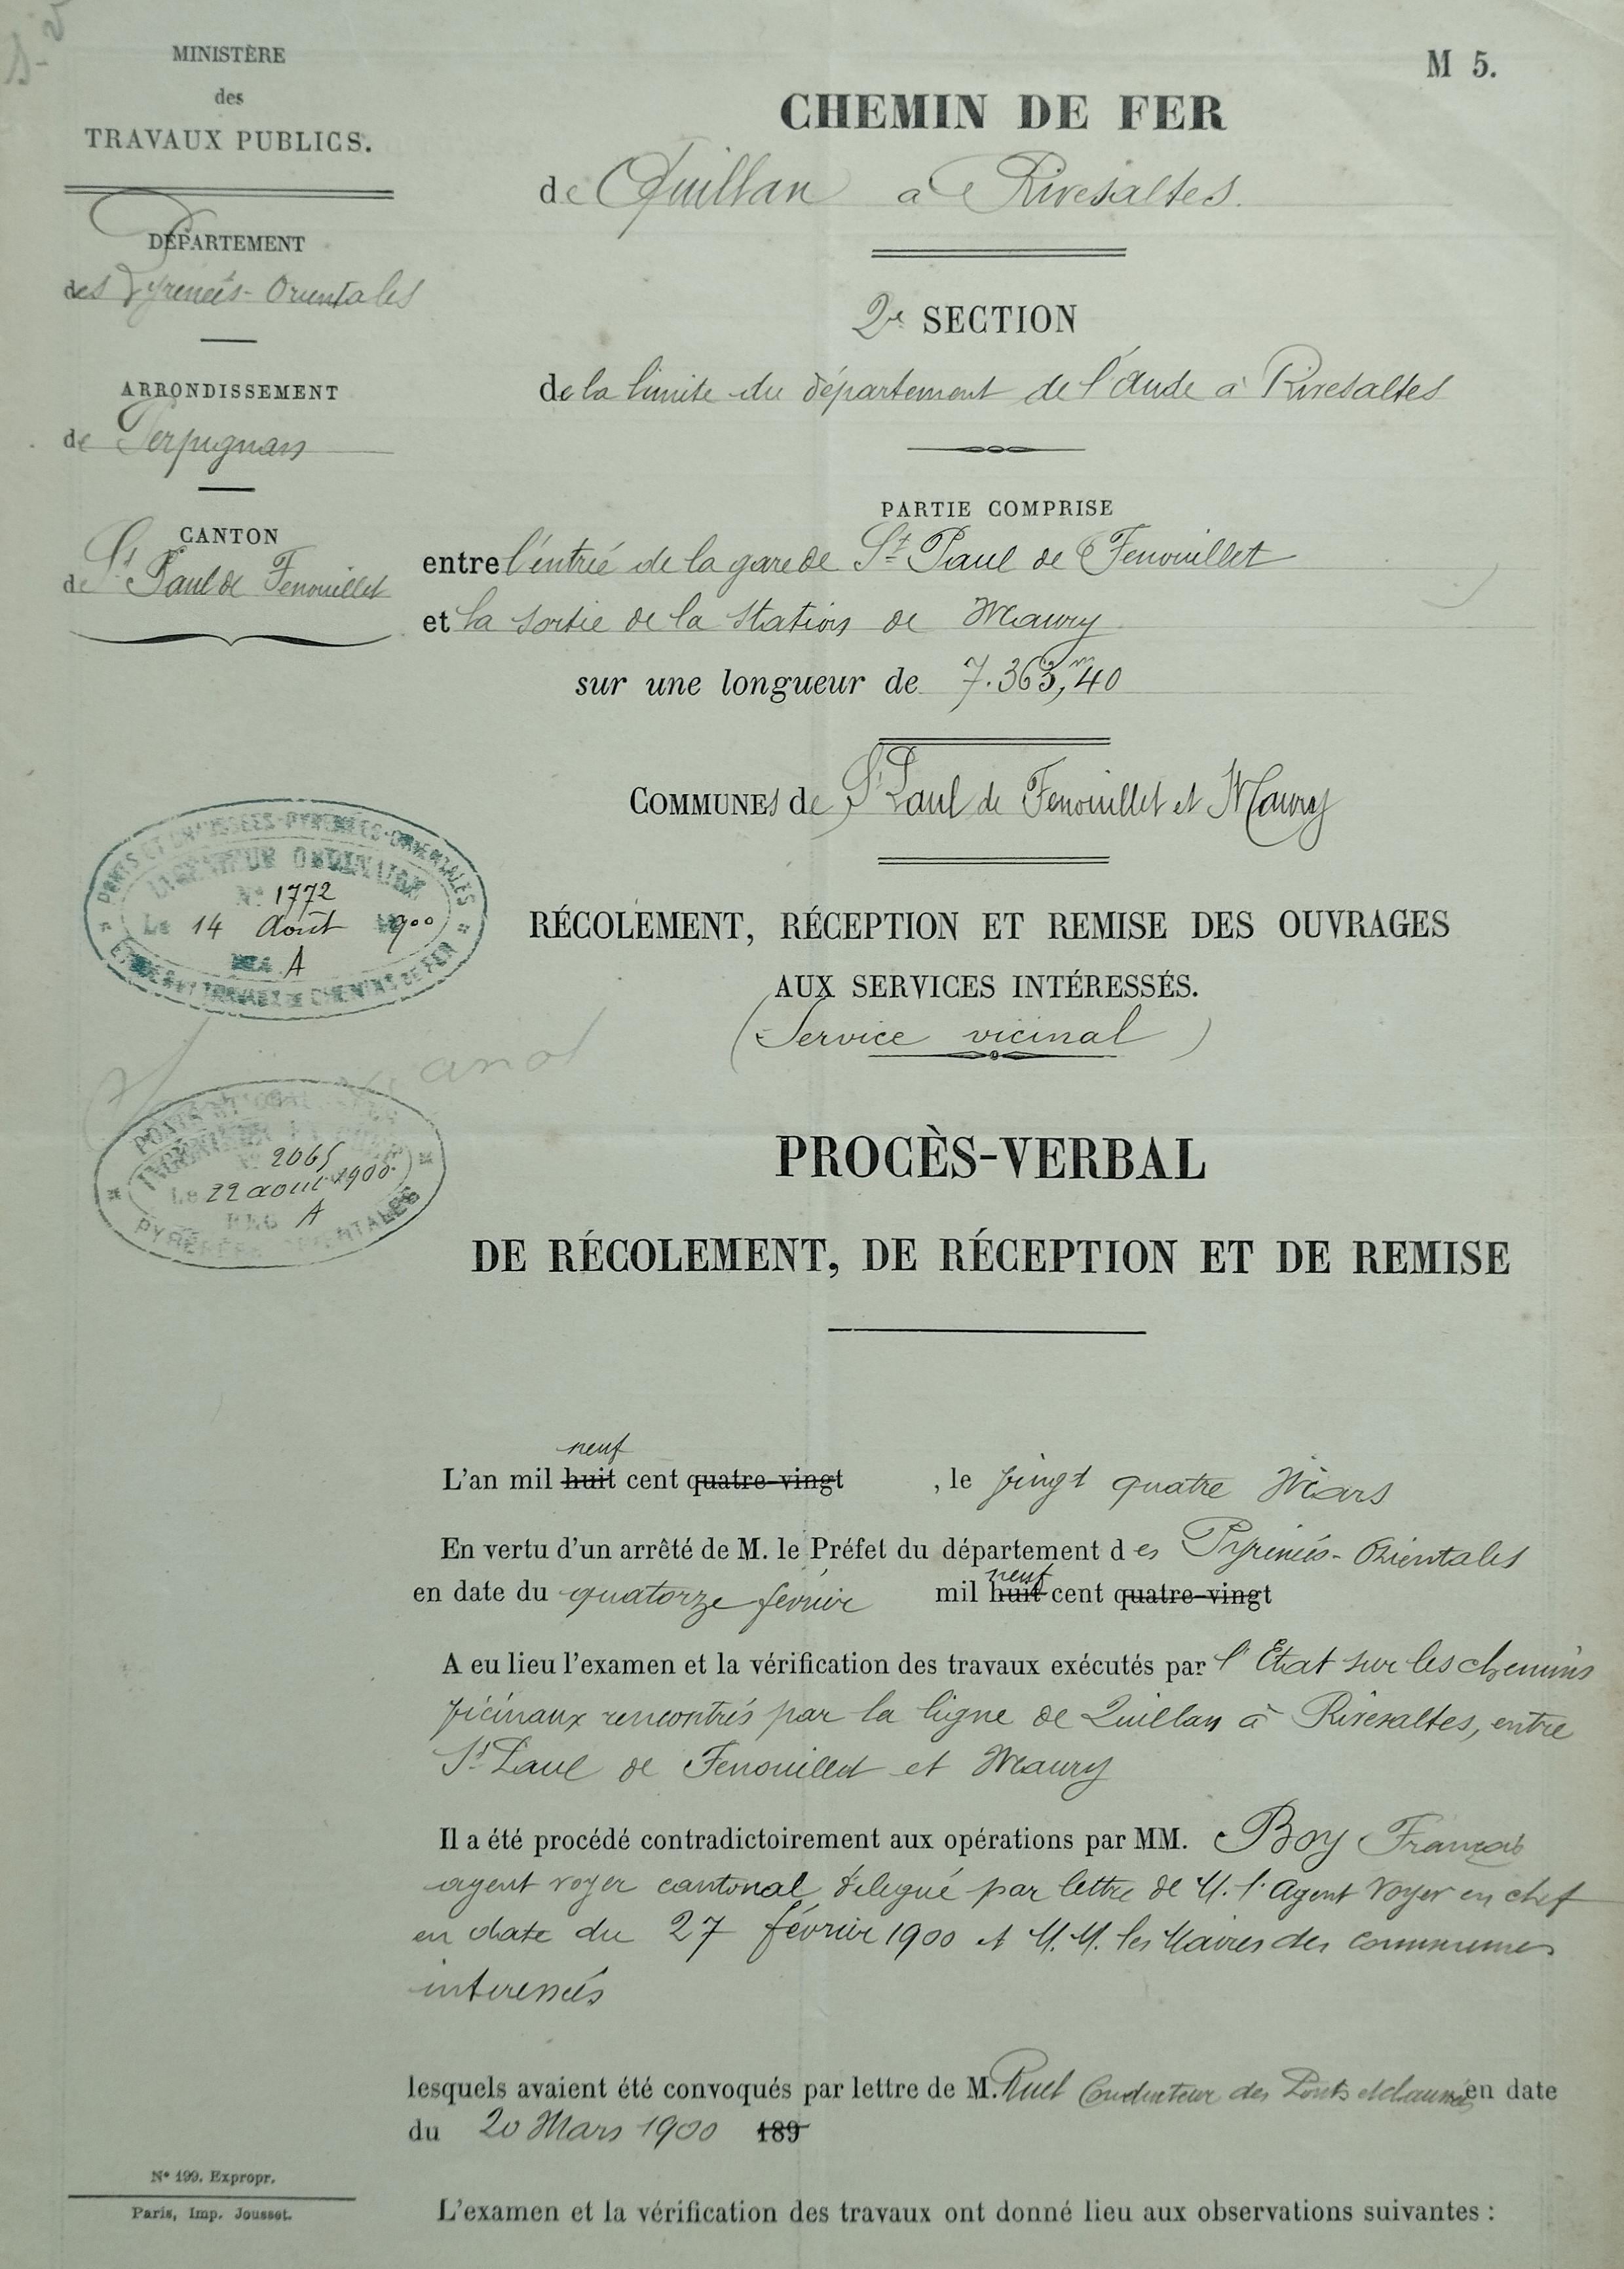 MINISTÈRE
des
TRAVAUX PUBLICS.
DÉPARTEMENT
des Pyrénées-Orientales
ARRONDISSEMENT
de Perpignan
CANTON
de St Paul de Fenouillet
M 5.
CHEMIN DE FER
de Quillan à Rivesaltes.
2e SECTION
de la limite du département de l'Aude à Rivesaltes
PARTIE COMPRISE
entre l'entrée de la gare de St Paul de Fenouillet
et la sortie de la station de Maury
sur une longueur de 7.363,m40
COMMUNES de St Paul de Fenouillet et Maury
PONTS ET CHAUSSÉES-PYRÉNÉES-ORIENTALES
INGÉNIEUR ORDINAIRE
No 1772
Le 14 Août 1900
REG A
ETUDES ET TRAVAUX DE CHEMINS DE FER
RÉCOLEMENT, RÉCEPTION ET REMISE DES OUVRAGES
AUX SERVICES INTÉRESSÉS.
(Service vicinal)
PONTS ET CHAUSSÉES
INGÉNIEUR EN CHEF
No 2065
Le 22 aout 1900
REG A
PYRÉNÉES ORIENTALES
PROCÈS-VERBAL
DE RÉCOLEMENT, DE RÉCEPTION ET DE REMISE
neuf
L'an mil huit cent quatre-vingt , le vingt quatre Mars
En vertu d'un arrêté de M. le Préfet du département des Pyrénées-Orientales
neuf
en date du quatorze février mil huit cent quatre-vingt
A eu lieu l'examen et la vérification des travaux exécutés par l'Etat sur les chemins
vicinaux rencontrés par la ligne de Quillan à Rivesaltes, entre
St Paul de Fenouillet et Maury
Il a été procédé contradictoirement aux opérations par MM. Boy François
agent voyer cantonal délégué par lettre de M. l'Agent Voyer en chef
en date du 27 février 1900 et M.M. les Maires des communes
interessées
lesquels avaient été convoqués par lettre de M. Ruet Conducteur des Ponts et chaussées en date
du 20 Mars 1900 189
L'examen et la vérification des travaux ont donné lieu aux observations suivantes :
No 199. Expropr.
Paris, Imp. Jousset.